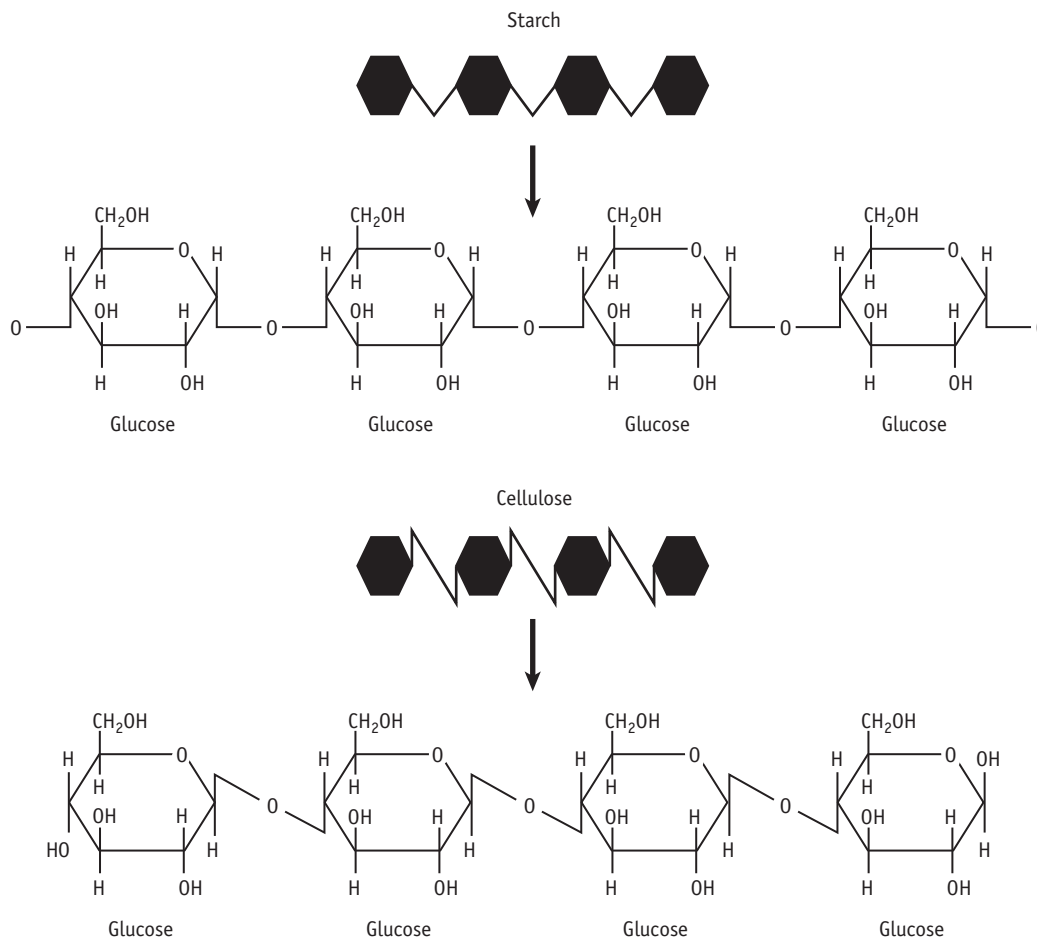 Starch
CH₂OH CH₂OH CH₂OH CH₂OH
H O H H O H H O H H O H
H H H H
OH H OH H OH H OH H
O O O O
H OH H OH H OH H OH
Glucose Glucose Glucose Glucose
Cellulose
CH₂OH CH₂OH CH₂OH CH₂OH
H O H O H O H O OH
H H H H
O O O
OH H OH H OH H OH H
HO H H H H
H OH H OH H OH H OH
Glucose Glucose Glucose Glucose